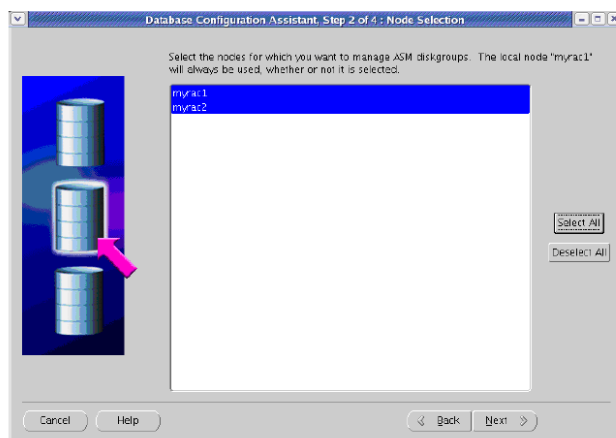 Database Configuration Assistant, Step 2 of 4 : Node Selection
Select the nodes for which you want to manage ASM diskgroups. The local node "myrac1"
will always be used, whether or not it is selected.
myrac1
myrac2
Select All
Deselect All
Cancel
Help
Back
Next